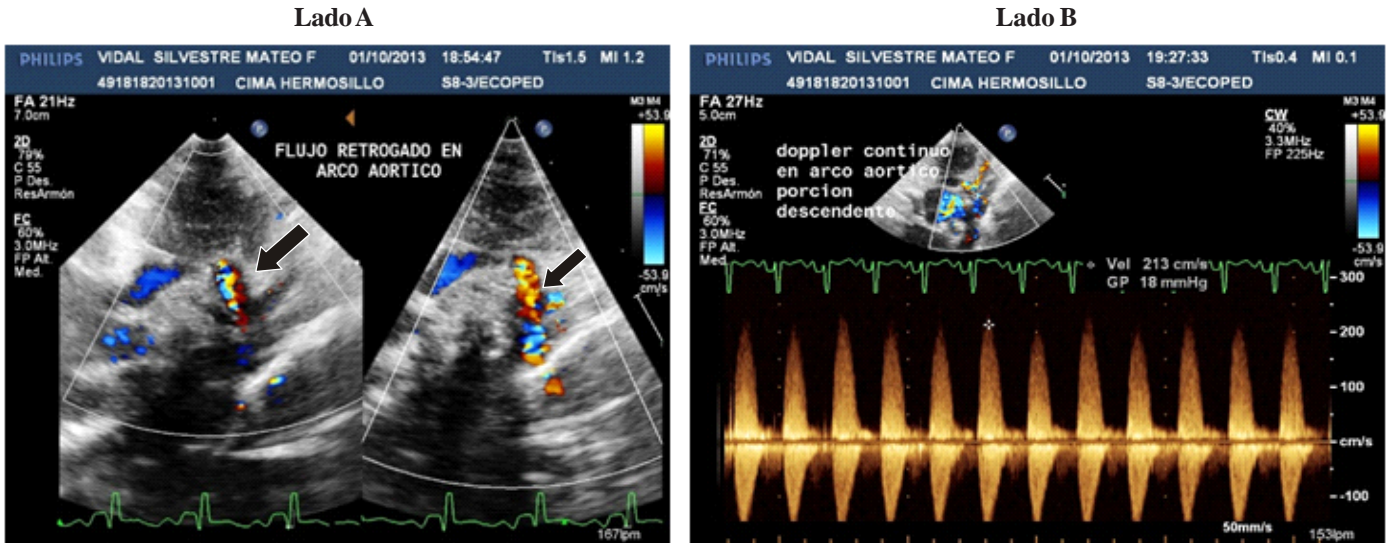 Lado A
PHILIPS VIDAL SILVESTRE MATEO F 01/10/2013 18:54:47 TIs1.5 MI 1.2
49181820131001 CIMA HERMOSILLO S8-3/ECOPED
FA 21Hz
7.0cm
2D
79%
C 55
P Des.
ResArmón
FC
60%
3.0MHz
FP Alt.
Med.
FLUJO RETROGADO EN
ARCO AORTICO
M3 M4
+53.9
-53.9
cm/s
167lpm
Lado B
PHILIPS VIDAL SILVESTRE MATEO F 01/10/2013 19:27:33 TIs0.4 MI 0.1
49181820131001 CIMA HERMOSILLO S8-3/ECOPED
FA 27Hz
5.0cm
2D
71%
C 55
P Des.
ResArmón
FC
60%
3.0MHz
FP Alt.
Med.
doppler continuo
en arco aortico
porcion
descendente
CW
40%
3.3MHz
FP 225Hz
M3 M4
+53.9
-53.9
cm/s
Vel 213 cm/s
GP 18 mmHg
300
200
100
cm/s
-100
50mm/s
153lpm